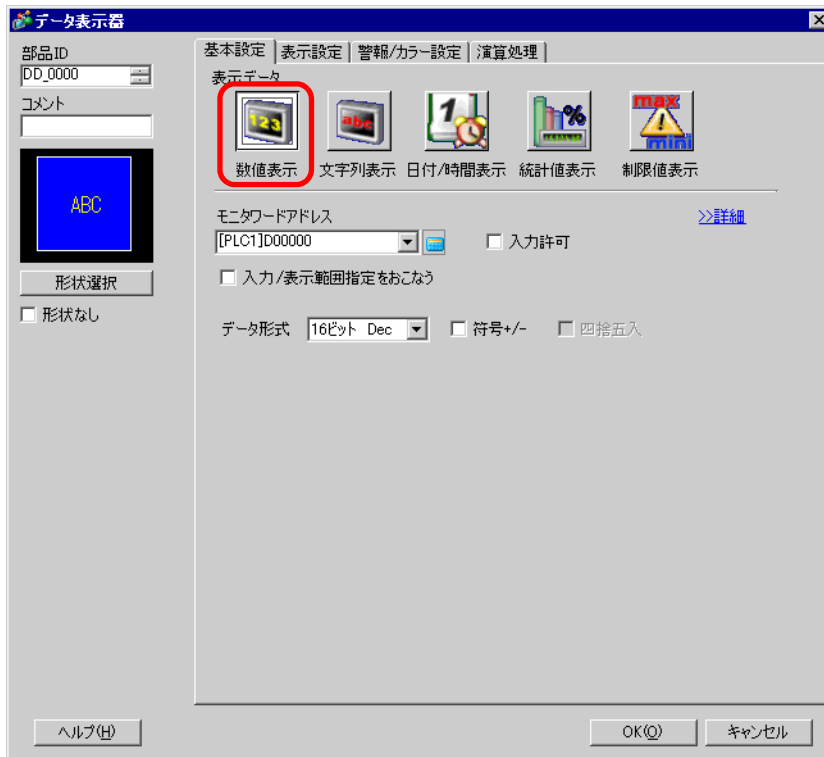 データ表示器
部品ID
DD_0000
コメント
ABC
形状選択
形状なし
基本設定 表示設定 警報/カラー設定 演算処理
表示データ
123 abc 1 % max mini
数値表示 文字列表示 日付/時間表示 統計値表示 制限値表示
モニタワードアドレス >>詳細
[PLC1]D00000 入力許可
入力/表示範囲指定をおこなう
データ形式 16ビット Dec 符号+/- 四捨五入
ヘルプ(H) OK(O) キャンセル